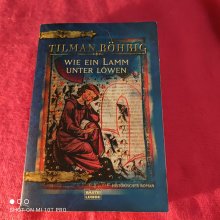 TILMAN RÖHRIG
WIE EIN LAMM
UNTER LÖWEN
HISTORISCHER ROMAN
BASTEI
LÜBBE
SHOT ON MI 10T PRO